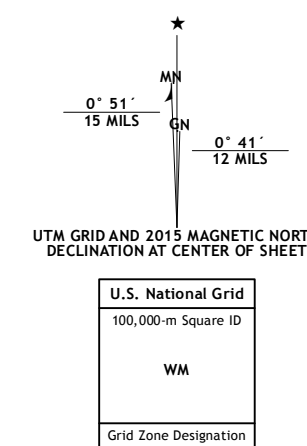 MN
0° 51´
15 MILS
GN
0° 41´
12 MILS
UTM GRID AND 2015 MAGNETIC NORT
DECLINATION AT CENTER OF SHEET
U.S. National Grid
100,000-m Square ID
WM
Grid Zone Designation